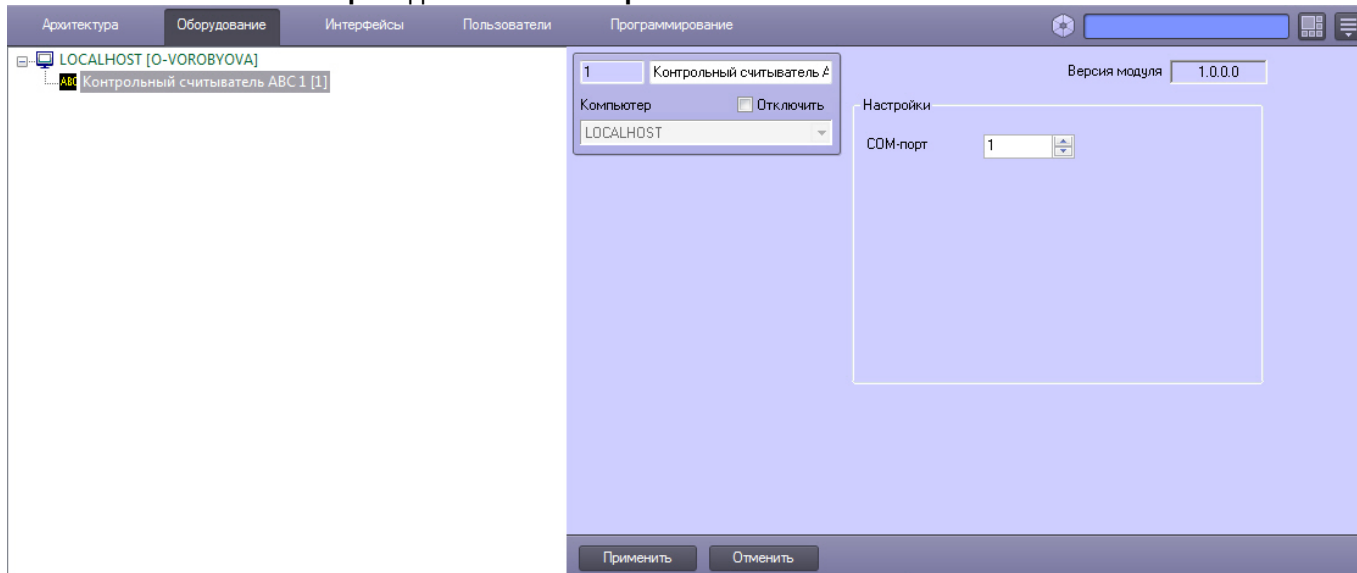 Архитектура Оборудование Интерфейсы Пользователи Программирование
LOCALHOST [O-VOROBYOVA]
ABC Контрольный считыватель ABC 1 [1]
1 Контрольный считыватель A
Компьютер Отключить
LOCALHOST
Версия модуля 1.0.0.0
Настройки
COM-порт 1
Применить Отменить